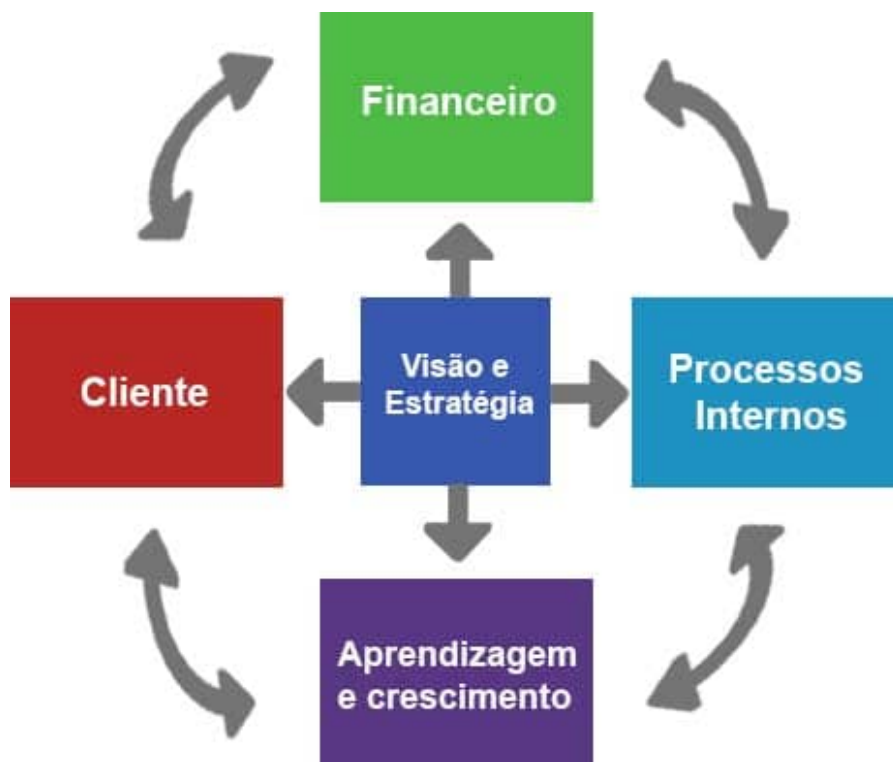 Financeiro
Cliente
Visão e
Estratégia
Processos
Internos
Aprendizagem
e crescimento